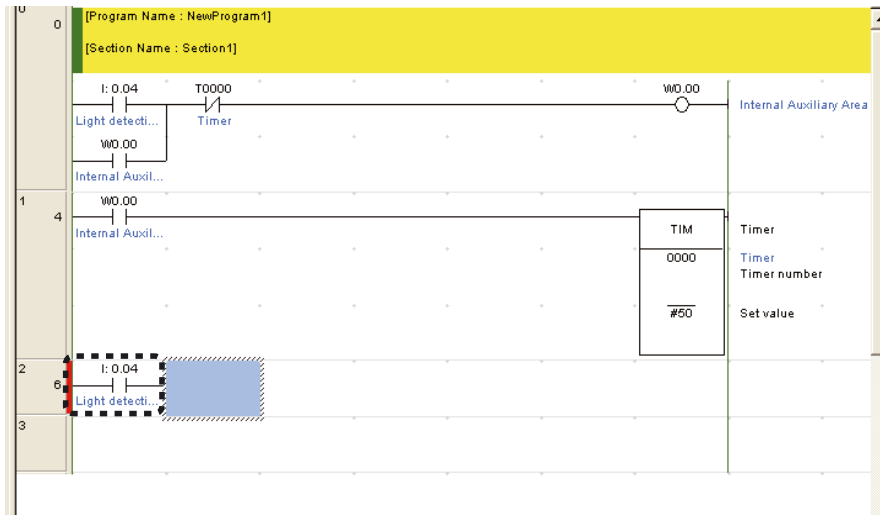 0
0
[Program Name : NewProgram1]
[Section Name : Section1]
I: 0.04
T0000
W0.00
Light detecti...
Timer
Internal Auxiliary Area
W0.00
Internal Auxil...
1
4
W0.00
Internal Auxil...
TIM
Timer
0000
Timer
Timer number
#50
Set value
2
6
I: 0.04
Light detecti...
3